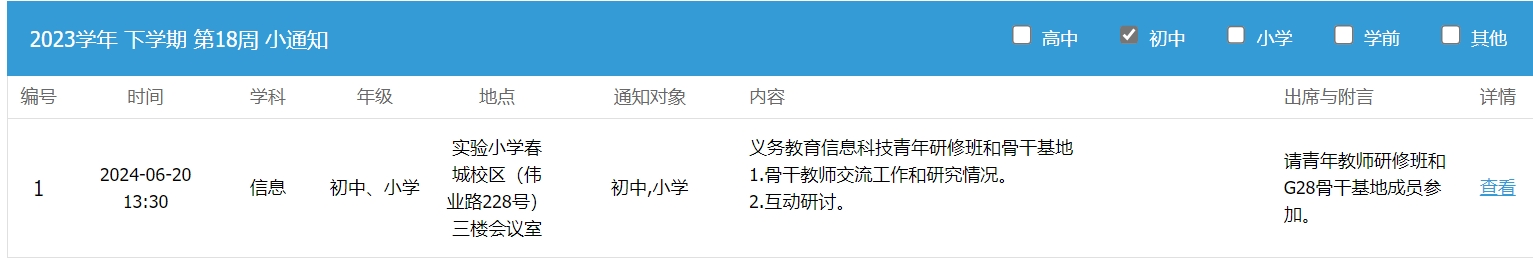 2023学年 下学期 第18周 小通知
高中
初中
小学
学前
其他
编号
时间
学科
年级
地点
通知对象
内容
出席与附言
详情
1
2024-06-20
13:30
信息
初中、小学
实验小学春
城校区（伟
业路228号）
三楼会议室
初中,小学
义务教育信息科技青年研修班和骨干基地
1.骨干教师交流工作和研究情况。
2.互动研讨。
请青年教师研修班和
G28骨干基地成员参
加。
查看